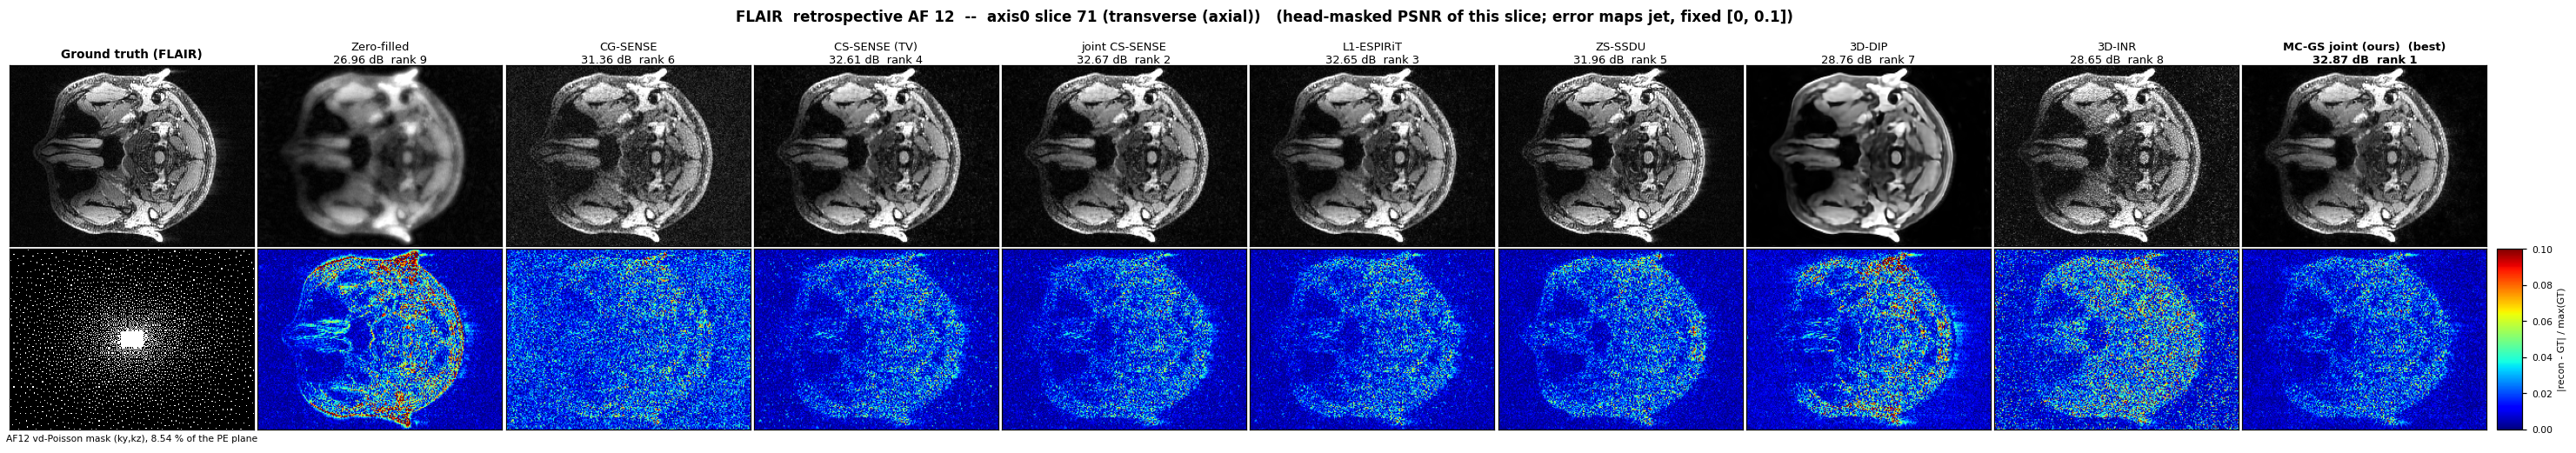 FLAIR retrospective AF 12 -- axis0 slice 71 (transverse (axial)) (head-masked PSNR of this slice; error maps jet, fixed [0, 0.1])
Ground truth (FLAIR)
Zero-filled
26.96 dB rank 9
CG-SENSE
31.36 dB rank 6
CS-SENSE (TV)
32.61 dB rank 4
joint CS-SENSE
32.67 dB rank 2
L1-ESPIRiT
32.65 dB rank 3
ZS-SSDU
31.96 dB rank 5
3D-DIP
28.76 dB rank 7
3D-INR
28.65 dB rank 8
MC-GS joint (ours) (best)
32.87 dB rank 1
0.10
0.08
0.06
0.04
0.02
0.00
|recon - GT| / max(GT)
AF12 vd-Poisson mask (ky,kz), 8.54 % of the PE plane